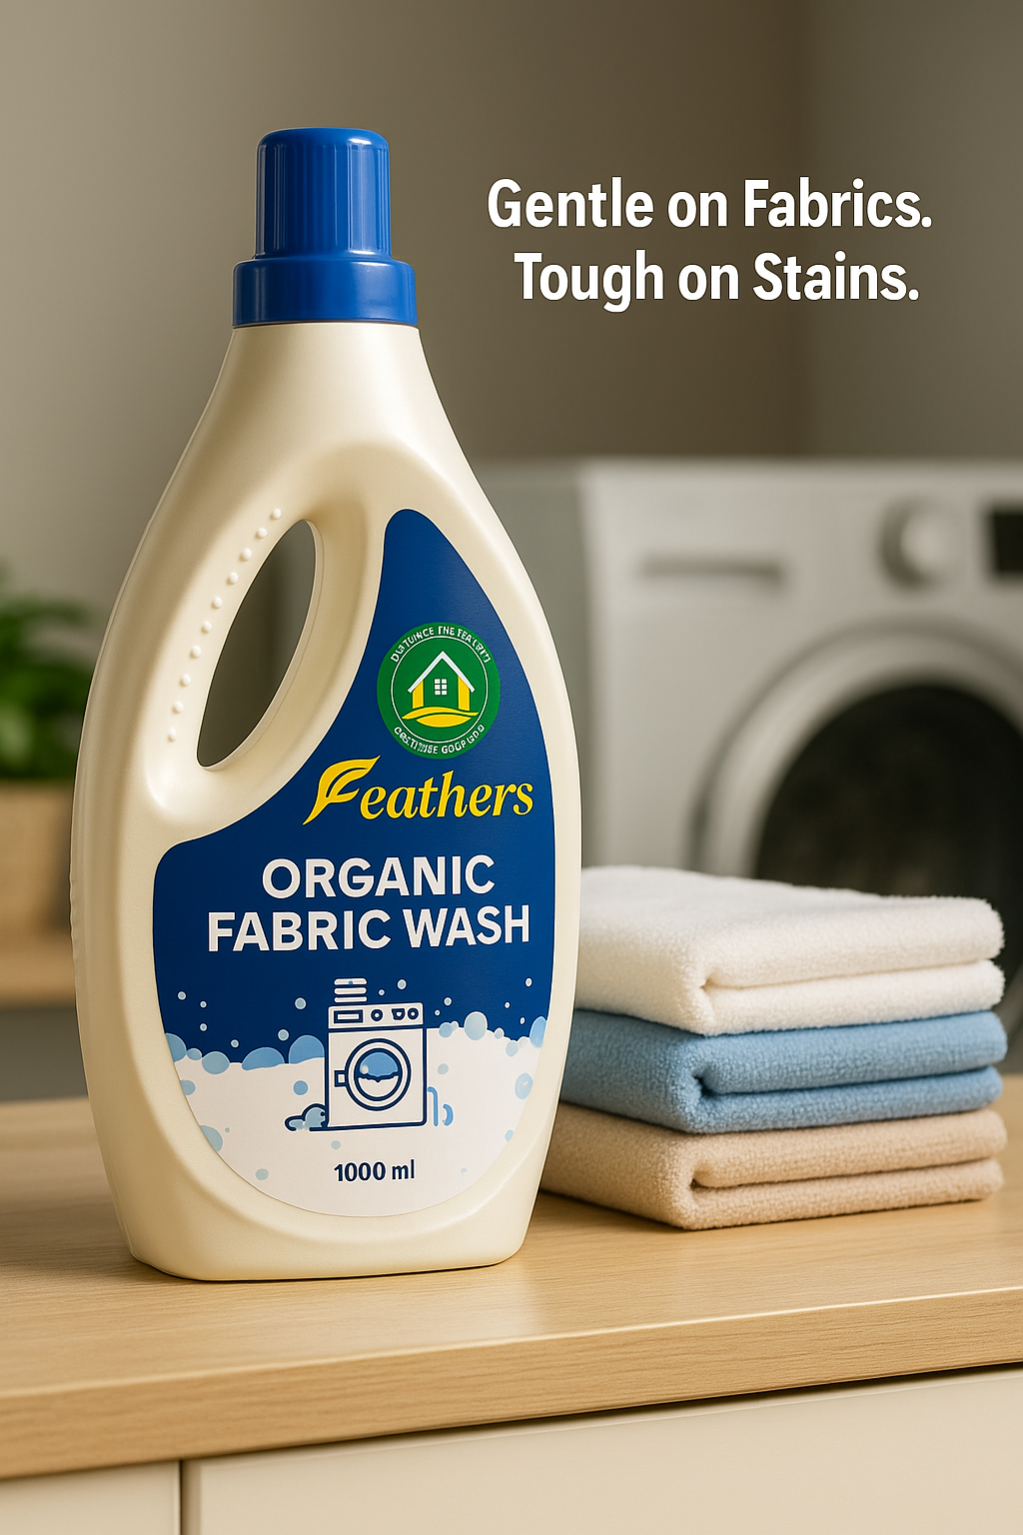 Gentle on Fabrics.
Tough on Stains.
Feathers
ORGANIC
FABRIC WASH
1000 ml